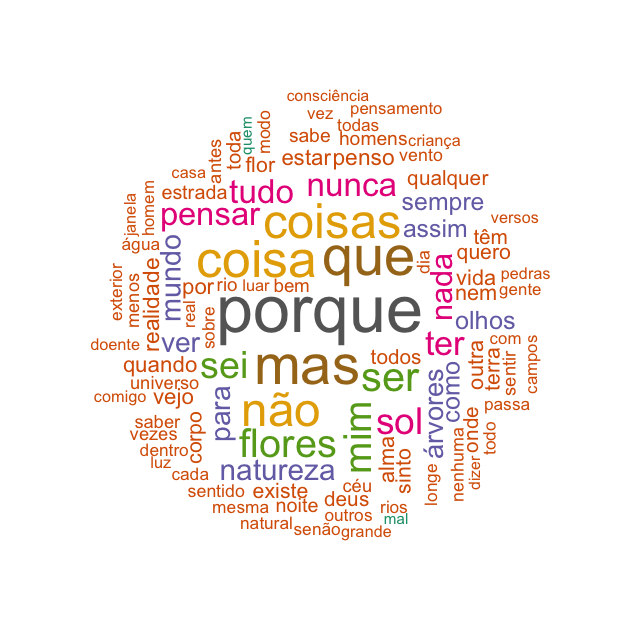 consciência
vez
pensamento
quem
modo
todas
sabe
homens
criança
antes
toda
flor
estar
penso
vento
casa
estrada
tudo
nunca
qualquer
janela
homem
pensar
coisas
sempre
versos
assim
água
mundo
coisa
que
dia
têm
quero
exterior
menos
realidade
real
por
rio
luar
bem
nada
vida
pedras
nem
gente
sobre
porque
olhos
doente
ver
ter
quando
sei
mas
todos
ser
outra
terra
com
sentir
campos
universo
comigo
vejo
para
não
mim
sol
árvores
como
passa
saber
vezes
corpo
flores
alma
sinto
onde
todo
dentro
luz
cada
natureza
longe
nenhuma
dizer
sentido
existe
céu
deus
mesma
noite
rios
outros
mal
natural
senão
grande